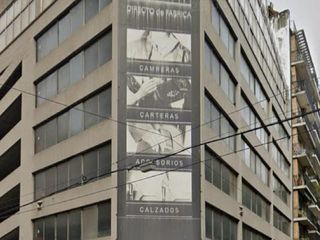 DIRECTO de FABRICA
CAMPERAS
CARTERAS
ACCESORIOS
CALZADOS